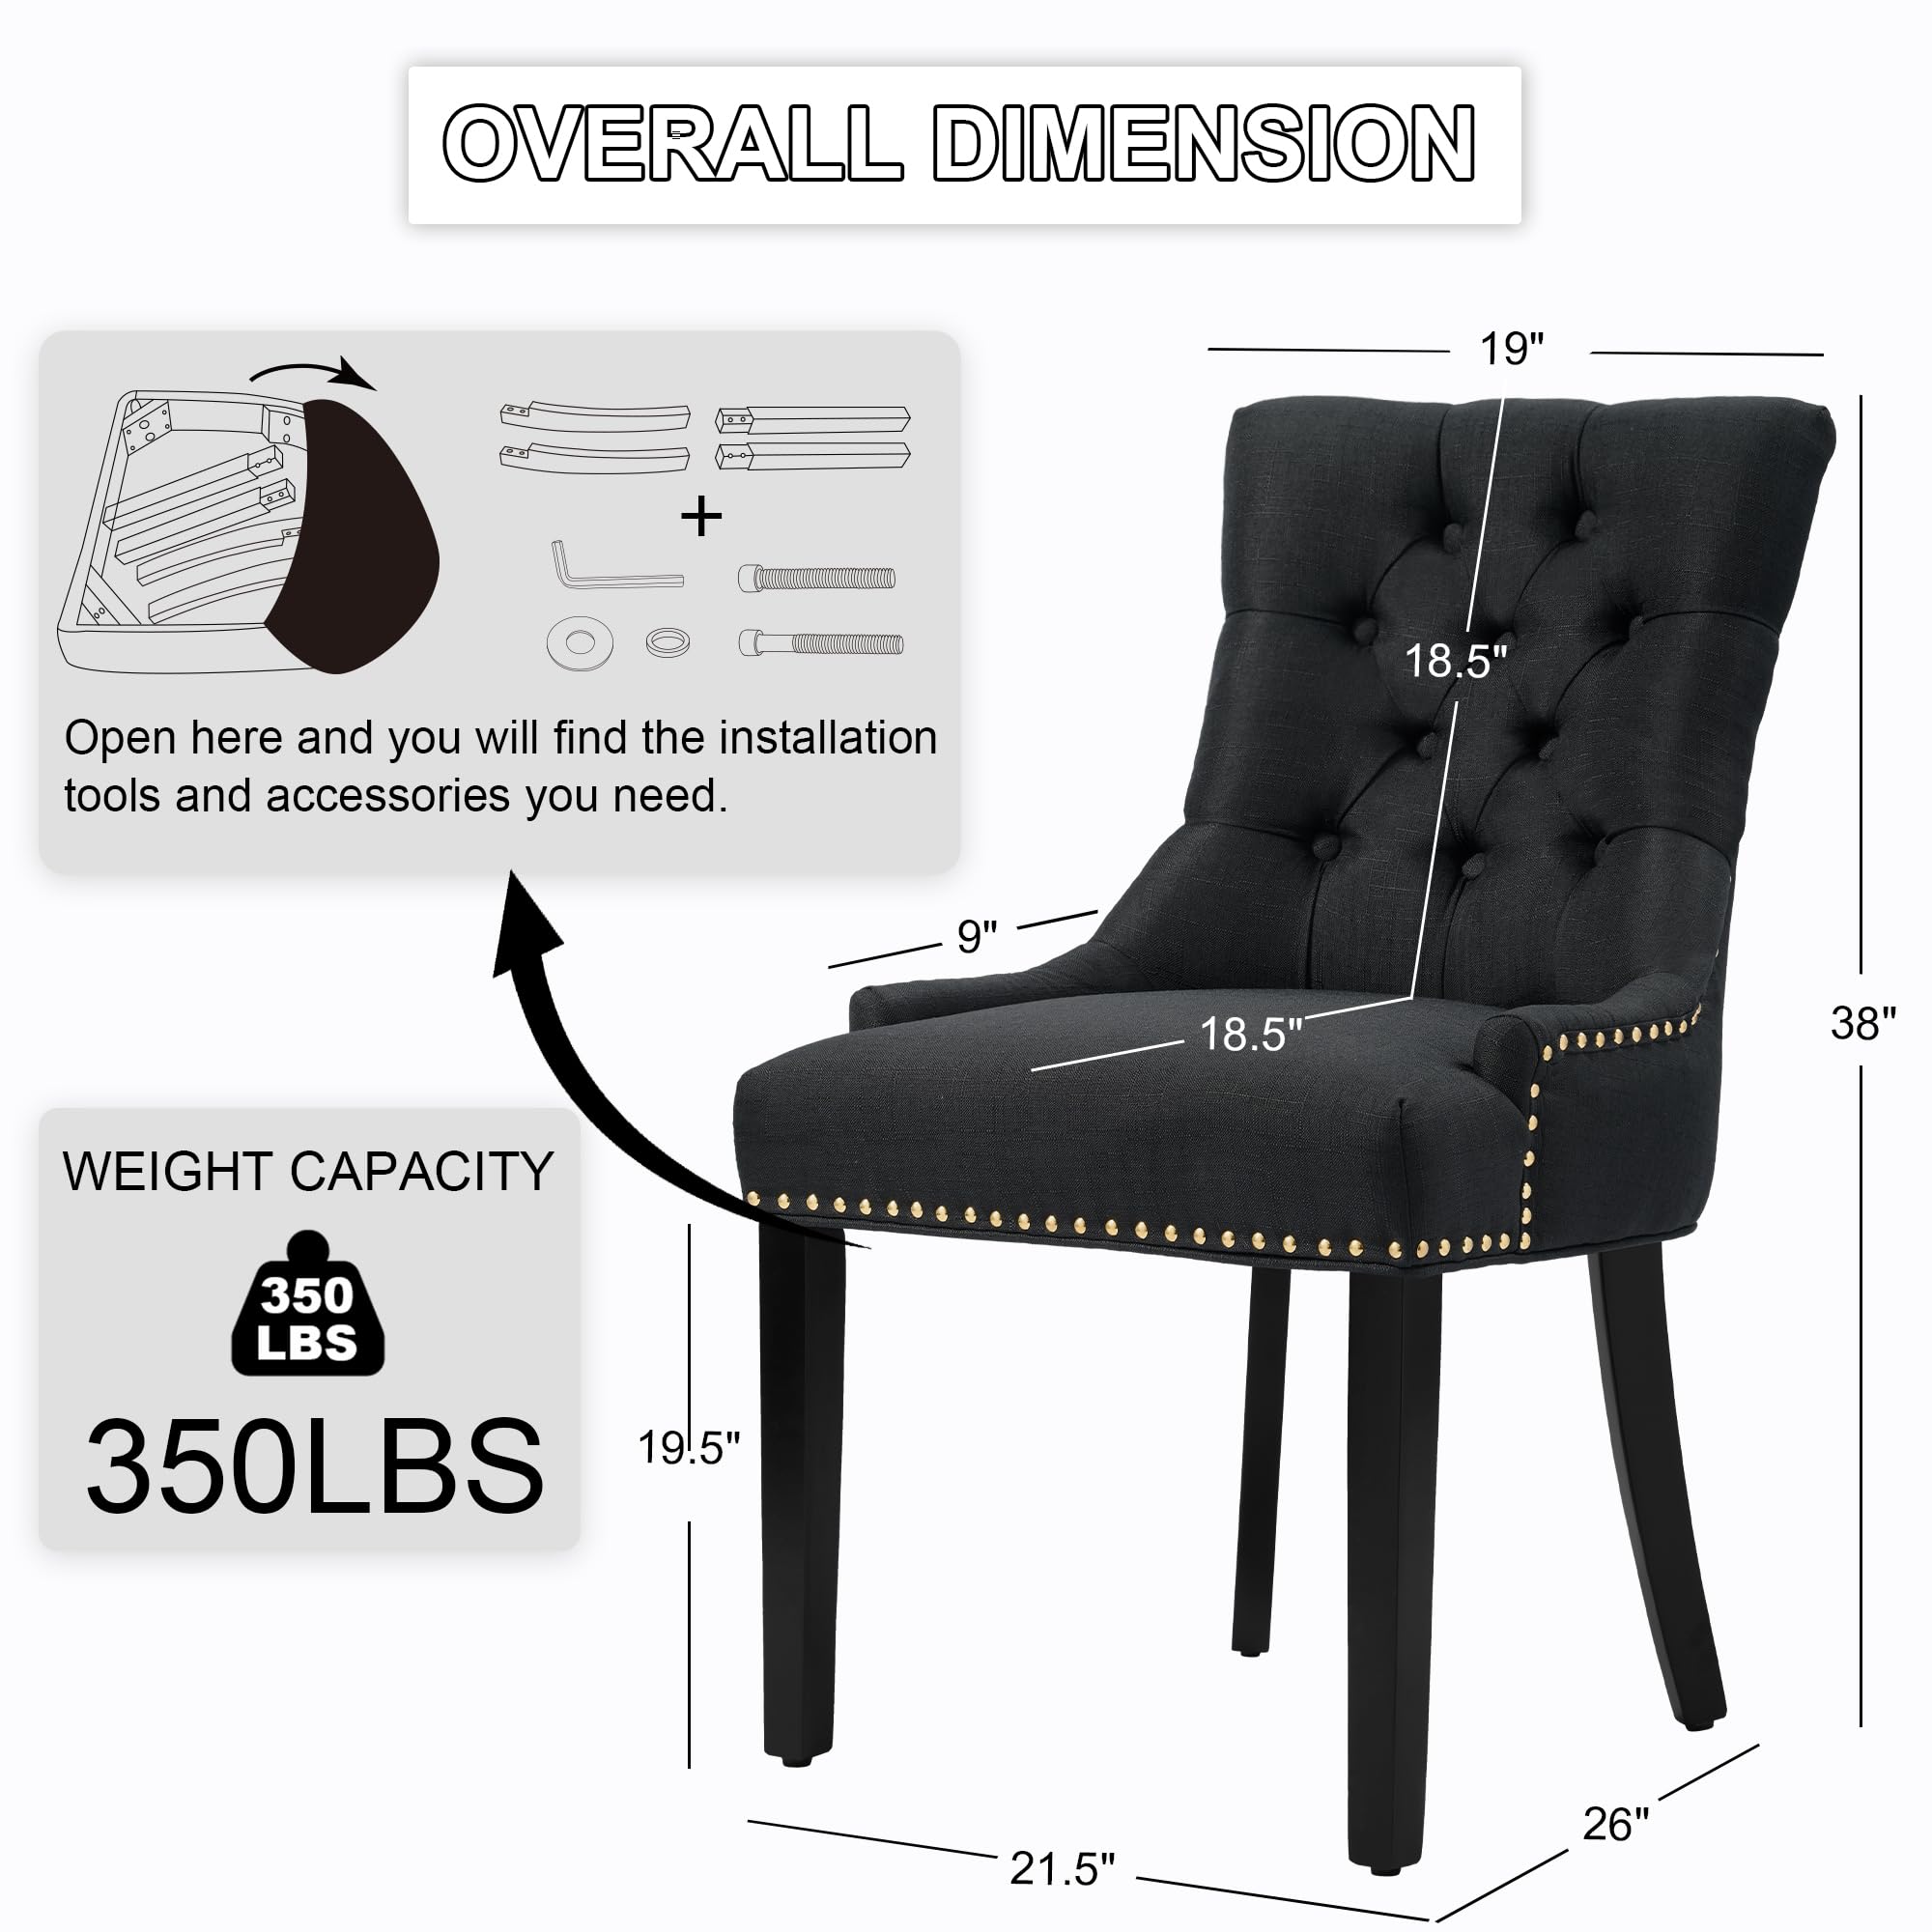 OVERALL DIMENSION
19"
Open here and you will find the installation
tools and accessories you need.
18.5"
9"
18.5"
38"
WEIGHT CAPACITY
350
LBS
350LBS
19.5"
26"
21.5"